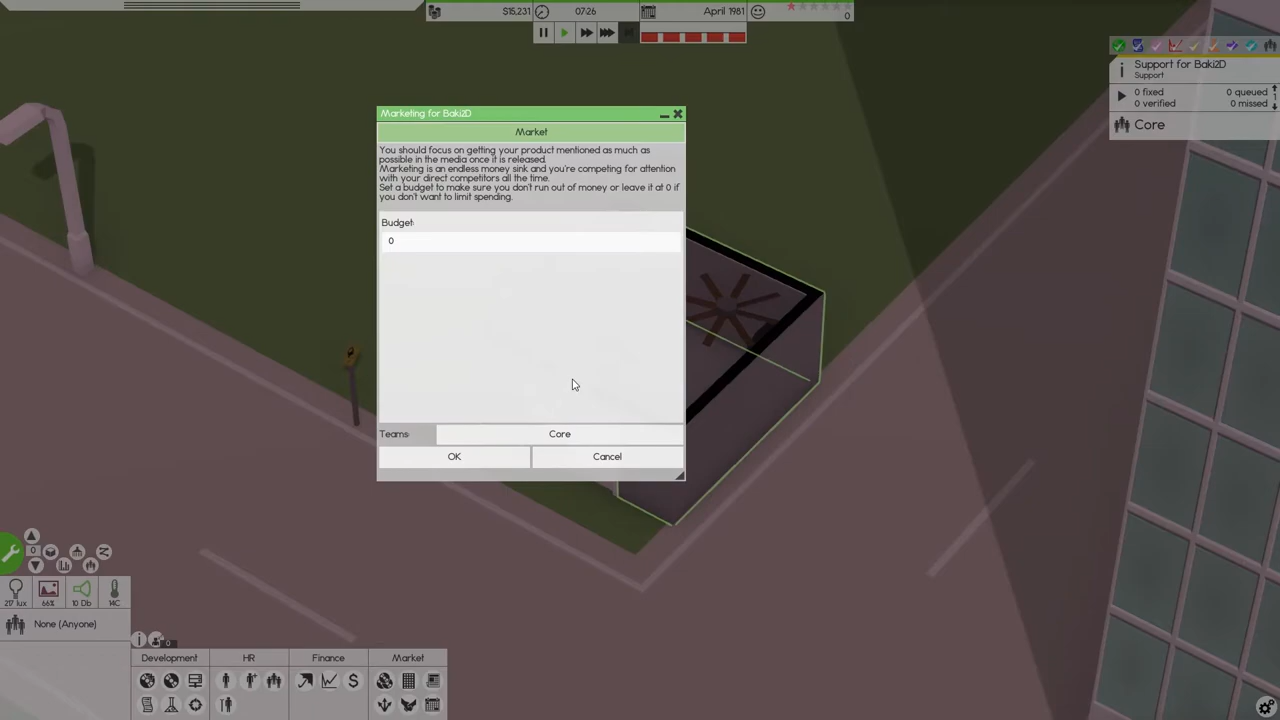 $15,231
07:26
April 1981
0
Support for Baki2D
Support
0 fixed
0 queued
0 verified
0 missed
1
Core
Marketing for Baki2D
Market
You should focus on getting your product mentioned as much as
possible in the media once it is released.
Marketing is an endless money sink and you're competing for attention
with your direct competitors all the time.
Set a budget to make sure you don't run out of money or leave it at 0 if
you don't want to limit spending.
Budget:
0
Teams:
Core
OK
Cancel
0
217 lux
66%
10 Db
14C
None (Anyone)
0
Development
HR
Finance
Market